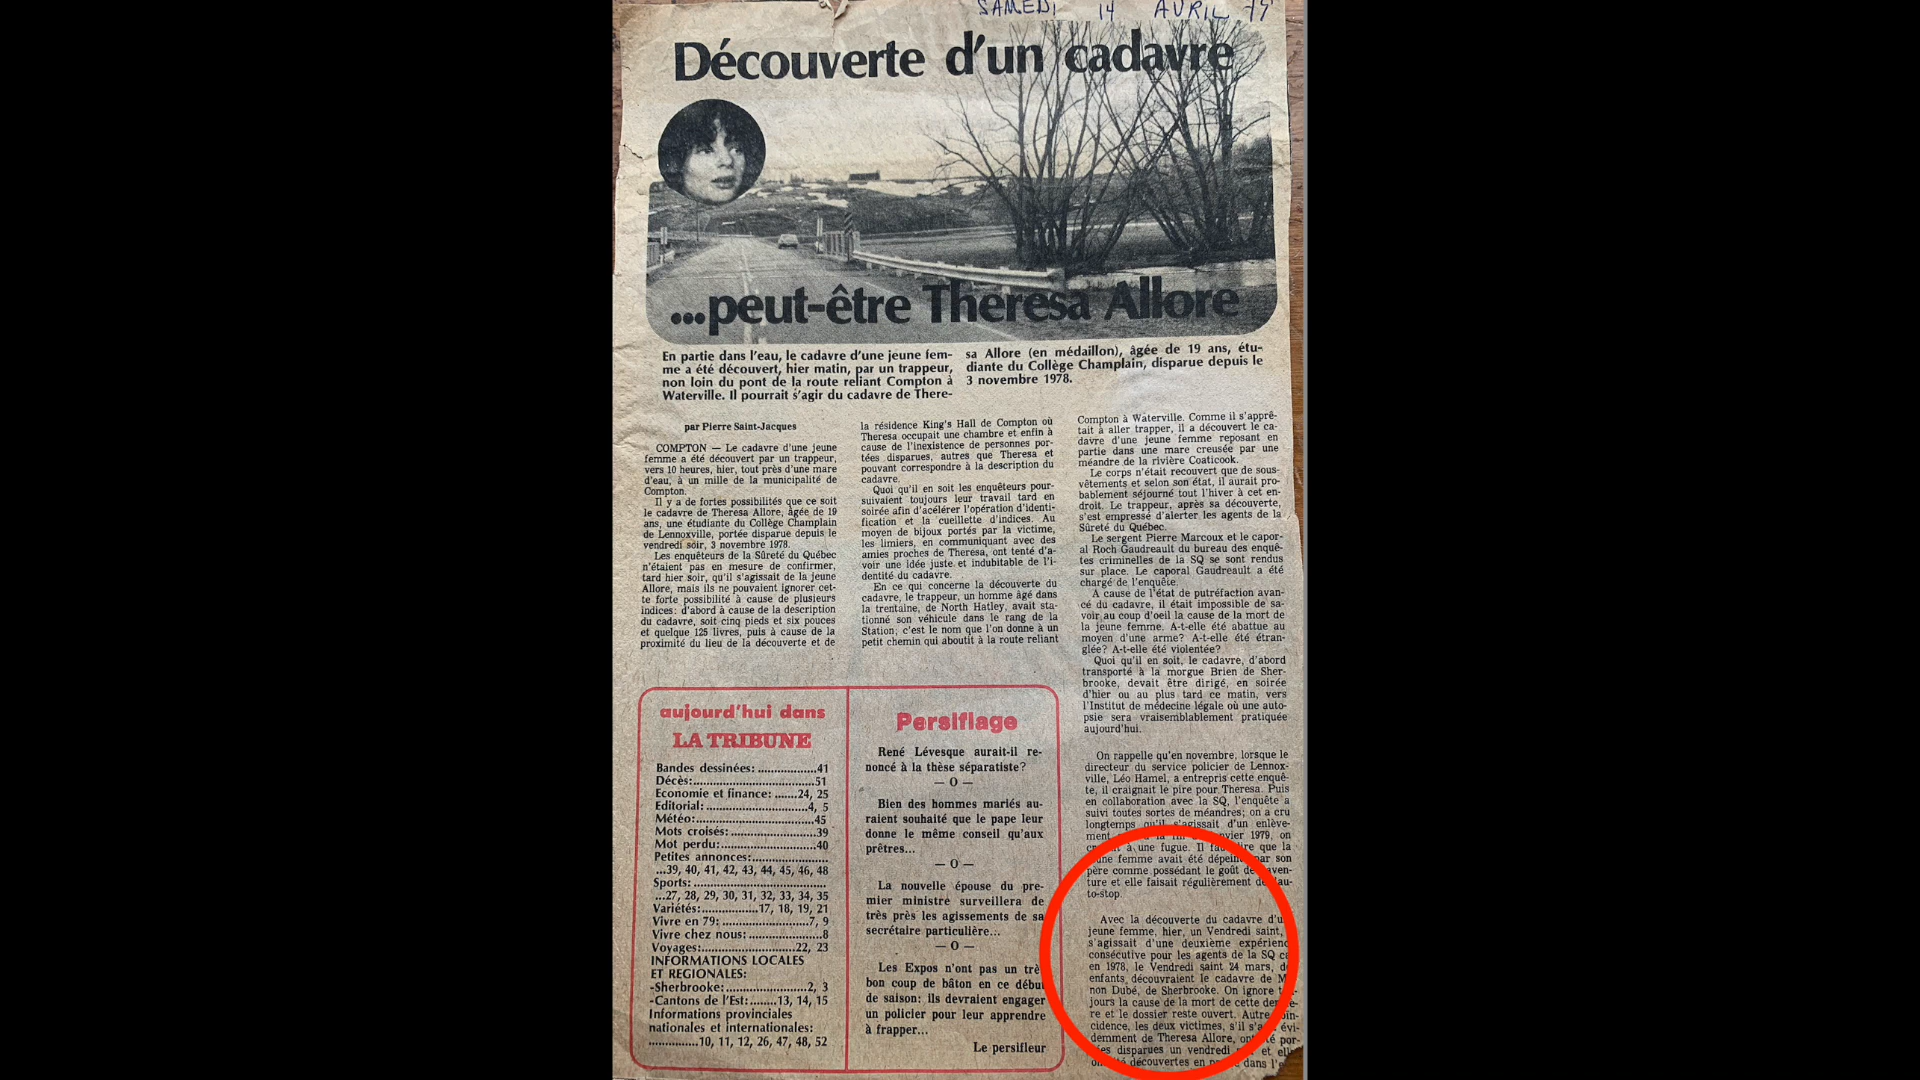 SAMEDI 14 AVRIL 79
Découverte d'un cadavre
...peut-être Theresa Allore
En partie dans l'eau, le cadavre d'une jeune fem-
me a été découvert, hier matin, par un trappeur,
non loin du pont de la route reliant Compton à
Waterville. Il pourrait s'agir du cadavre de There-
sa Allore (en médaillon), âgée de 19 ans, étu-
diante du Collège Champlain, disparue depuis le
3 novembre 1978.
par Pierre Saint-Jacques
COMPTON — Le cadavre d'une jeune
femme a été découvert par un trappeur,
vers 10 heures, hier, tout près d'une mare
d'eau, à un mille de la municipalité de
Compton.
Il y a de fortes possibilités que ce soit
le cadavre de Theresa Allore, âgée de 19
ans, une étudiante du Collège Champlain
de Lennoxville, portée disparue depuis le
vendredi soir, 3 novembre 1978.
Les enquêteurs de la Sûreté du Québec
n'étaient pas en mesure de confirmer,
tard hier soir, qu'il s'agissait de la jeune
Allore, mais ils ne pouvaient ignorer cet-
te forte possibilité à cause de plusieurs
indices: d'abord à cause de la description
du cadavre, soit cinq pieds et six pouces
et quelque 125 livres, puis à cause de la
proximité du lieu de la découverte et de
la résidence King's Hall de Compton où
Theresa occupait une chambre et enfin à
cause de l'inexistence de personnes por-
tées disparues, autres que Theresa et
pouvant correspondre à la description du
cadavre.
Quoi qu'il en soit les enquêteurs pour-
suivaient toujours leur travail tard en
soirée afin d'acélérer l'opération d'identi-
fication et la cueillette d'indices. Au
moyen de bijoux portés par la victime,
les limiers, en communiquant avec des
amies proches de Theresa, ont tenté d'a-
voir une idée juste et indubitable de l'i-
dentité du cadavre.
En ce qui concerne la découverte du
cadavre, le trappeur, un homme âgé dans
la trentaine, de North Hatley, avait sta-
tionné son véhicule dans le rang de la
Station; c'est le nom que l'on donne à un
petit chemin qui aboutit à la route reliant
Compton à Waterville. Comme il s'apprê-
tait à aller trapper, il a découvert le ca-
davre d'une jeune femme reposant en
partie dans une mare creusée par une
méandre de la rivière Coaticook.
Le corps n'était recouvert que de sous-
vêtements et selon son état, il aurait pro-
bablement séjourné tout l'hiver à cet en-
droit. Le trappeur, après sa découverte,
s'est empressé d'alerter les agents de la
Sûreté du Québec.
Le sergent Pierre Marcoux et le capor-
al Roch Gaudreault du bureau des enquê-
tes criminelles de la SQ se sont rendus
sur place. Le caporal Gaudreault a été
chargé de l'enquête.
A cause de l'état de putréfaction avan-
cé du cadavre, il était impossible de sa-
voir au coup d'oeil la cause de la mort de
la jeune femme. A-t-elle été abattue au
moyen d'une arme? A-t-elle été étran-
glée? A-t-elle été violentée?
Quoi qu'il en soit, le cadavre, d'abord
transporté à la morgue Brien de Sher-
brooke, devait être dirigé, en soirée
d'hier ou au plus tard ce matin, vers
l'Institut de médecine légale où une auto-
psie sera vraisemblablement pratiquée
aujourd'hui.
On rappelle qu'en novembre, lorsque le
directeur du service policier de Lennox-
ville, Léo Hamel, a entrepris cette enquê-
te, il craignait le pire pour Theresa. Puis
en collaboration avec la SQ, l'enquête a
suivi toutes sortes de méandres; on a cru
longtemps qu'il s'agissait d'un enlève-
ment 1979, on
à une fugue. Il dire que la
femme avait été dépeinte par son
père comme possédant le goût de
ture et elle faisait régulièrement de
to-stop.
Avec la découverte du cadavre
jeune femme, hier, un Vendredi saint,
s'agissait d'une deuxième
consécutive pour les agents de la SQ
en 1978, le Vendredi saint 24 mars,
enfants découvraient le cadavre de
non Dubé, de Sherbrooke. On ignore
jours la cause de la mort de cette
re et le dossier reste ouvert. Autre
cidence, les deux victimes, s'il évi-
demment de Theresa Allore, por-
disparues un vendredi et
découvertes en dans
aujourd'hui dans
LA TRIBUNE
Bandes dessinées: ..................41
Décès:.....................................51
Economie et finance: .......24, 25
Editorial: ...............................4, 5
Météo:.....................................45
Mots croisés: ..........................39
Mot perdu:..............................40
Petites annonces:.......................
...39, 40, 41, 42, 43, 44, 45, 46, 48
Sports: ........................................
...27, 28, 29, 30, 31, 32, 33, 34, 35
Variétés:.................17, 18, 19, 21
Vivre en 79: ..........................7, 9
Vivre chez nous: ......................8
Voyages:............................22, 23
INFORMATIONS LOCALES
ET REGIONALES:
-Sherbrooke:.........................2, 3
-Cantons de l'Est:........13, 14, 15
Informations provinciales
nationales et internationales:
...............10, 11, 12, 26, 47, 48, 52
Persiflage
René Lévesque aurait-il re-
noncé à la thèse séparatiste?
— O —
Bien des hommes mariés au-
raient souhaité que le pape leur
donne le même conseil qu'aux
prêtres...
— O —
La nouvelle épouse du pre-
mier ministre surveillera de
très près les agissements de sa
secrétaire particulière...
— O —
Les Expos n'ont pas un très
bon coup de bâton en ce début
de saison: ils devraient engager
un policier pour leur apprendre
à frapper...
Le persifleur